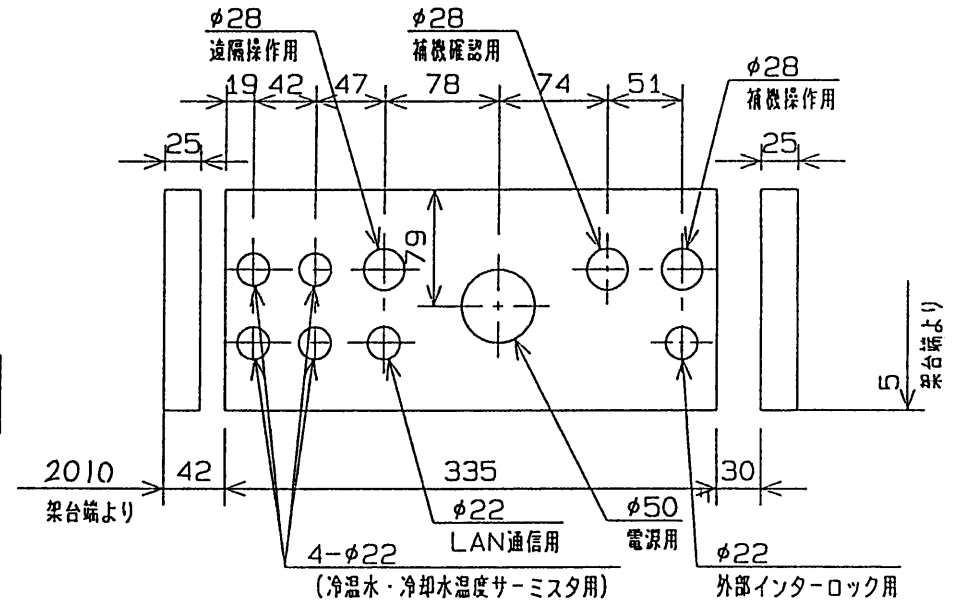 φ28
遠隔操作用
φ28
補機確認用
φ28
補機操作用
19 42 47 78 74 51
25
25
79
5
架台端より
2010
架台端より
42
335
30
φ22
LAN通信用
φ50
電源用
4-φ22
(冷温水・冷却水温度サーミスタ用)
φ22
外部インターロック用